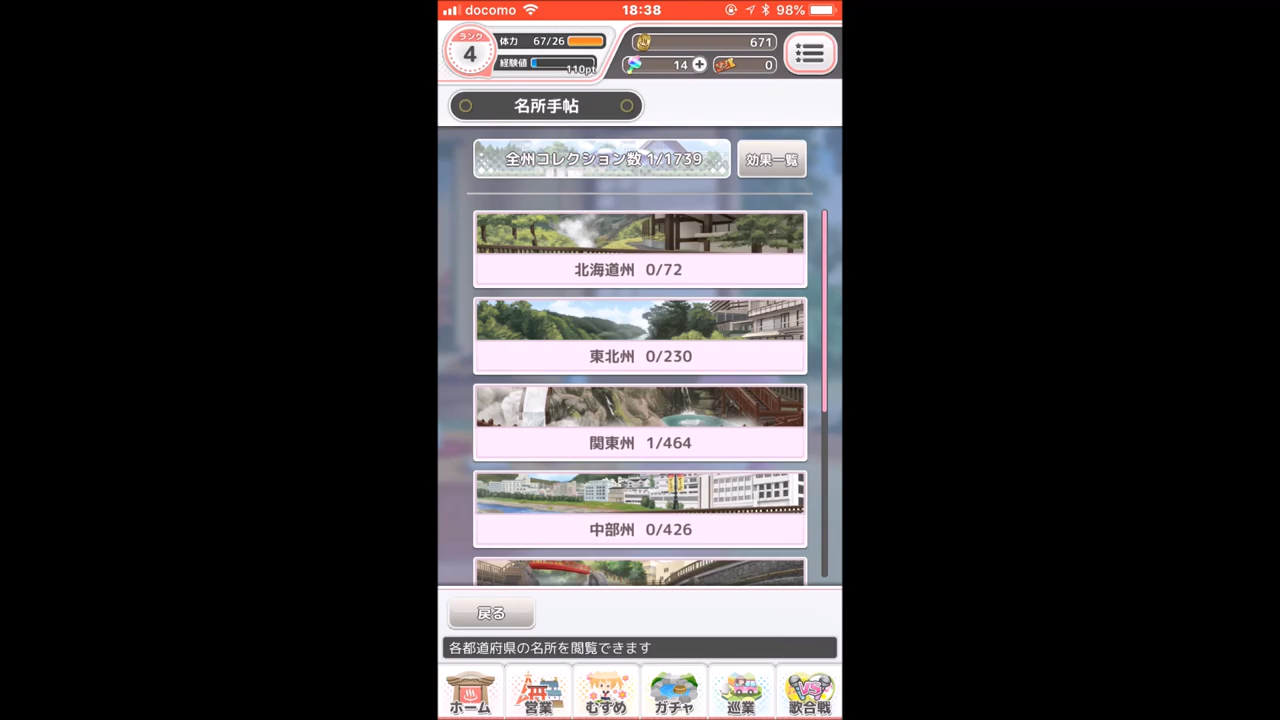 docomo 18:38 98%
ランク 4
体力 67/26
経験値 110pt
671
14 0
名所手帖
全州コレクション数 1/1739
効果一覧
北海道州 0/72
東北州 0/230
関東州 1/464
中部州 0/426
戻る
各都道府県の名所を閲覧できます
ホーム 営業 むすめ ガチャ 巡業 VS 歌合戦